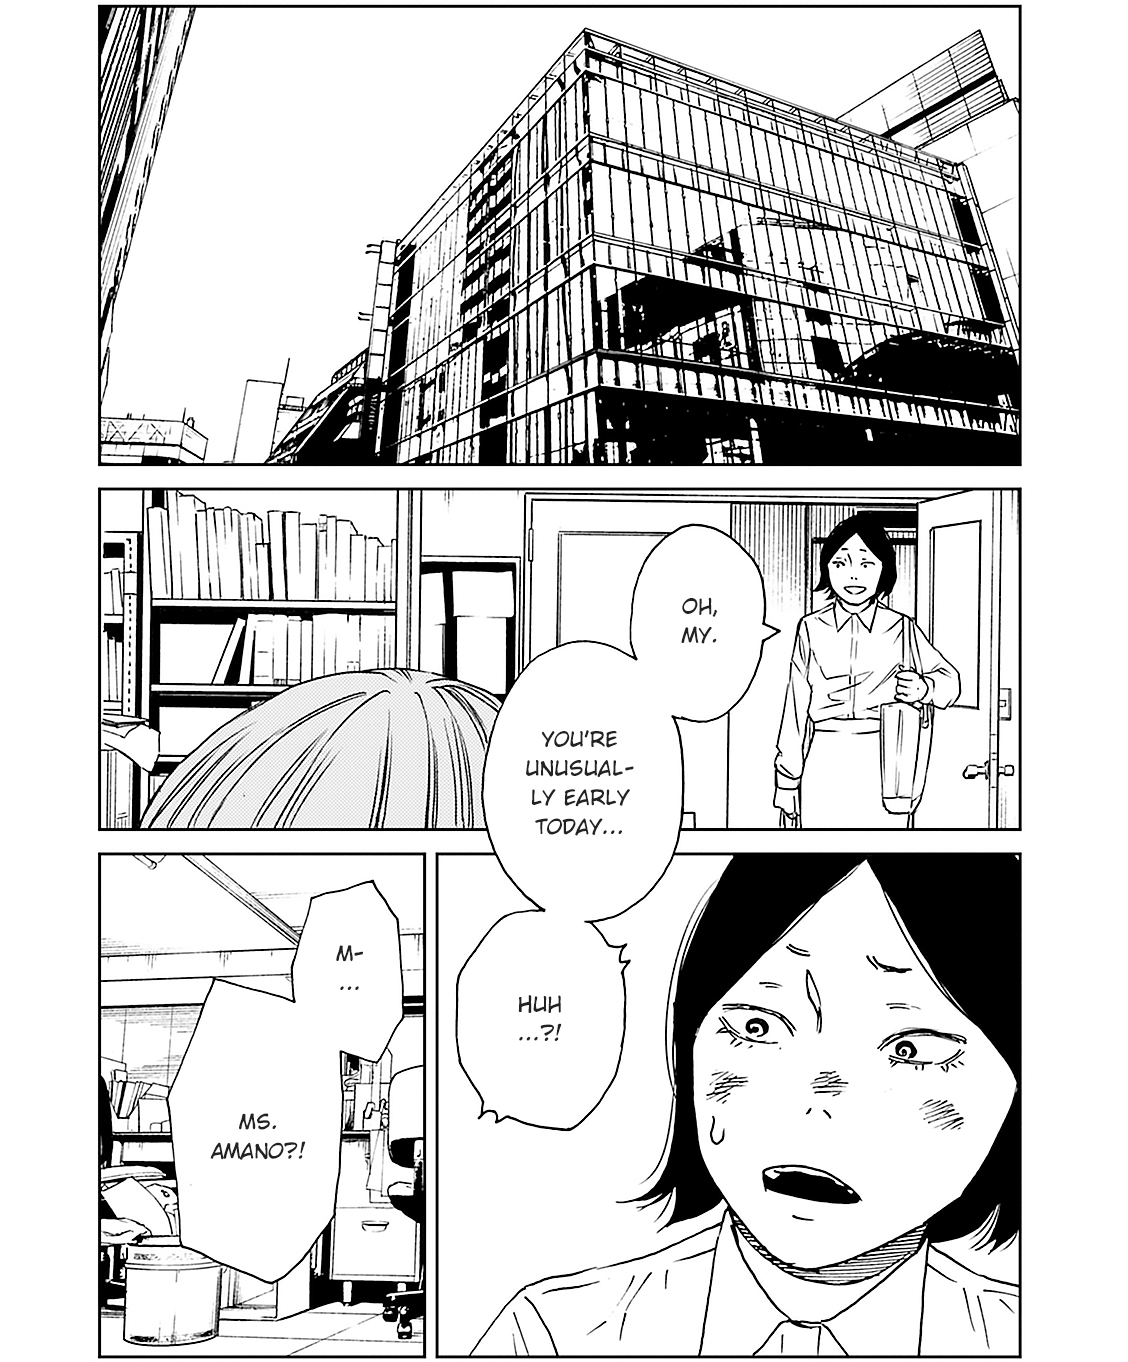 OH,
MY.
YOU'RE
UNUSUAL-
LY EARLY
TODAY...
HUH
...?!
M-
...
MS.
AMANO?!